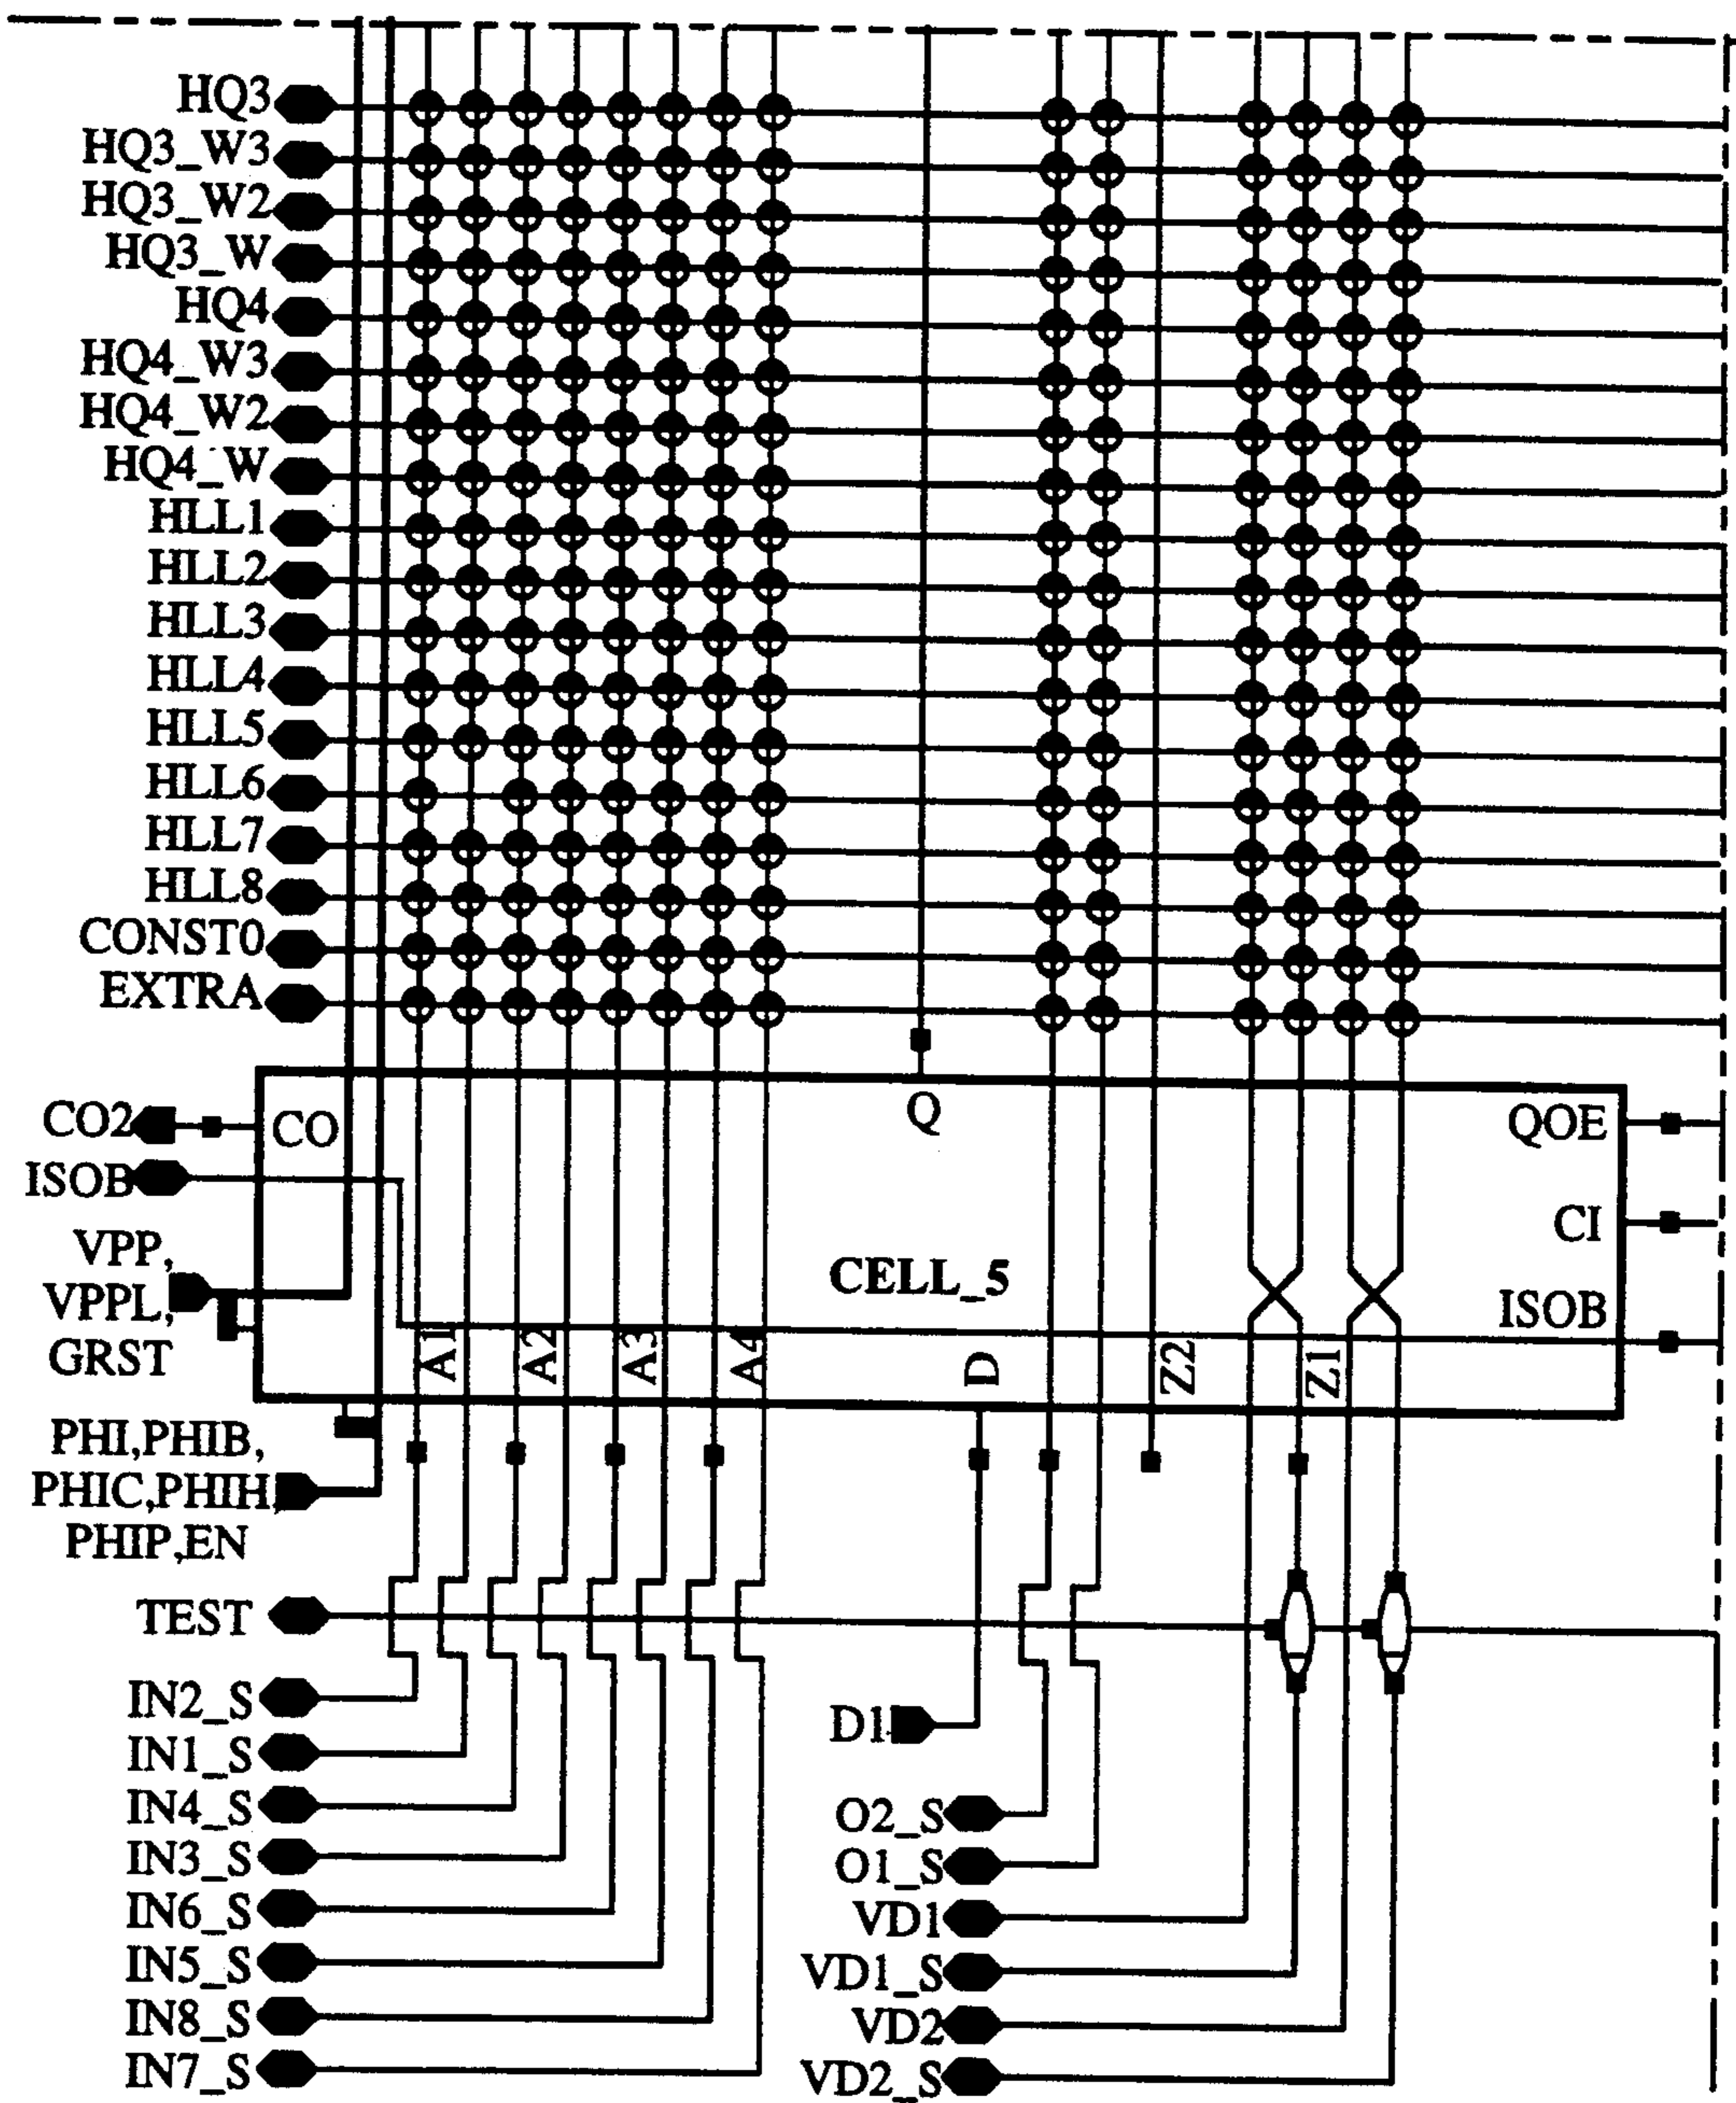 HQ3
HQ3_W3
HQ3_W2
HQ3_W
HQ4
HQ4_W3
HQ4_W2
HQ4_W
HLL1
HLL2
HLL3
HLL4
HLL5
HLL6
HLL7
HLL8
CONST0
EXTRA
CO2
CO
Q
QOE
ISOB
CI
VPP,
VPPL,
GRST
CELL_5
ISOB
A1
A2
A3
A4
D
Z2
Z1
PHI,PHIB,
PHIC,PHIH,
PHIP,EN
TEST
IN2_S
IN1_S
IN4_S
IN3_S
IN6_S
IN5_S
IN8_S
IN7_S
D1
O2_S
O1_S
VD1
VD1_S
VD2
VD2_S